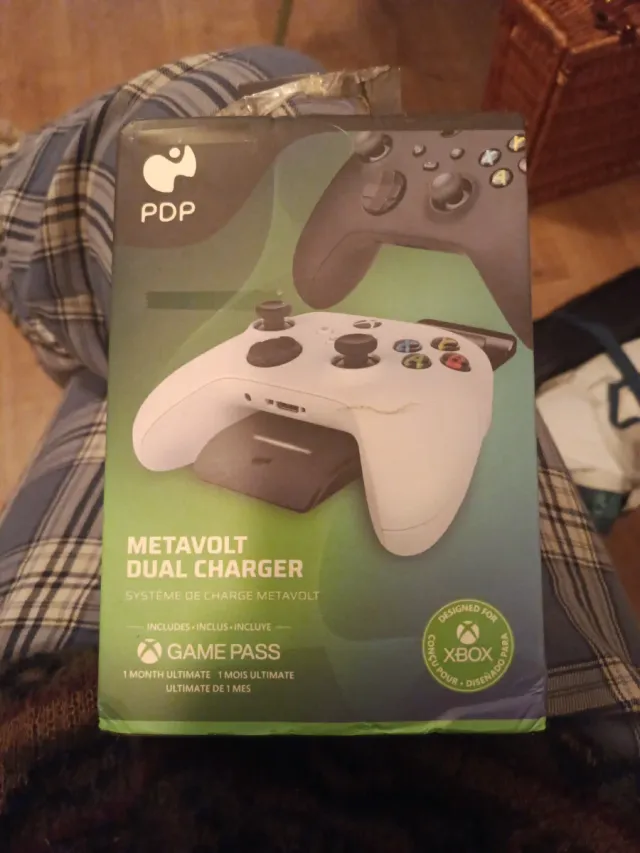 PDP
X
Y
METAVOLT
DUAL CHARGER
SYSTÈME DE CHARGE METAVOLT
INCLUDES • INCLUS • INCLUYE
GAME PASS
1 MONTH ULTIMATE 1 MOIS ULTIMATE
ULTIMATE DE 1 MES
DESIGNED FOR
XBOX
CONÇU POUR • DISEÑADO PARA